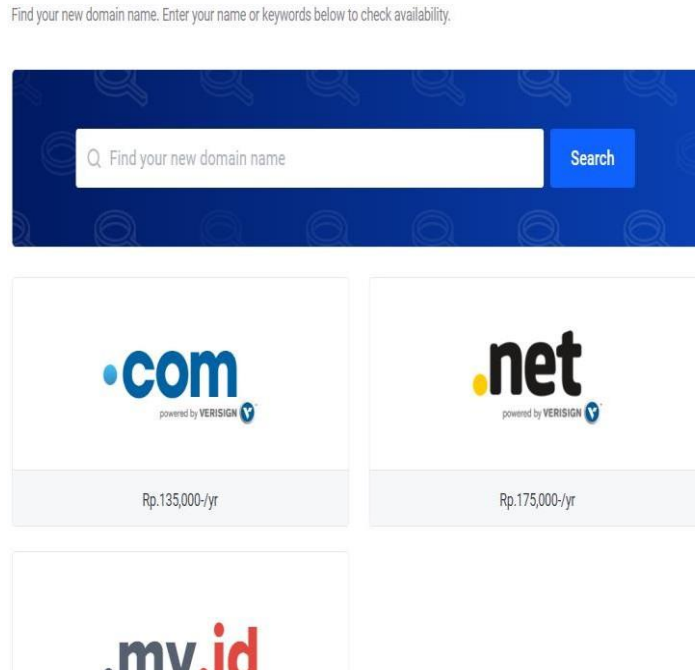 Find your new domain name. Enter your name or keywords below to check availability.
Find your new domain name
Search
.com
powered by VERISIGN
.net
powered by VERISIGN
Rp.135,000-/yr
Rp.175,000-/yr
.my.id